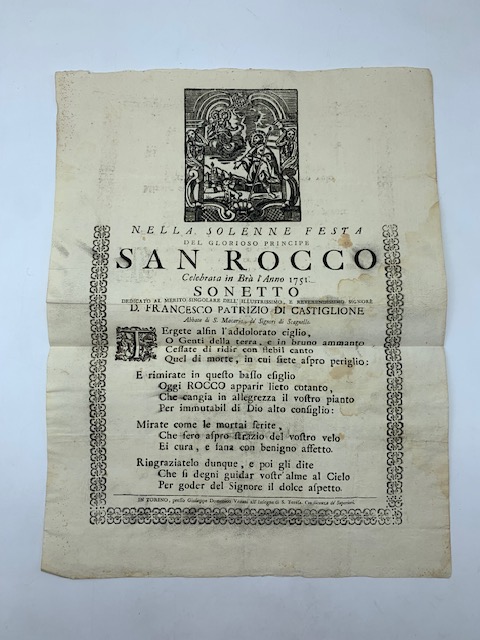 NELLA SOLENNE FESTA
DEL GLORIOSO PRINCIPE
SAN ROCCO
Celebrata in Brà l'Anno 1751.
SONETTO
DEDICATO AL MERITO SINGOLARE DELL'ILLUSTRISSIMO, E REVERENDISSIMO SIGNORE
D. FRANCESCO PATRIZIO DI CASTIGLIONE
Abbate di S. Macario, de' Signori di Scagnello.
TErgete alfin l'addolorato ciglio,
O Genti della terra, e in bruno ammanto
Cessate di ridir con flebil canto
Quel di morte, in cui siete aspro periglio:
E rimirate in questo basso esiglio
Oggi ROCCO apparir lieto cotanto,
Che cangia in allegrezza il vostro pianto
Per immutabil di Dio alto consiglio:
Mirate come le mortai ferite,
Che fero aspro strazio del vostro velo
Ei cura, e sana con benigno affetto.
Ringraziatelo dunque, e poi gli dite
Che si degni guidar vostr'alme al Cielo
Per goder del Signore il dolce aspetto.
IN TORINO, presso Giuseppe Domenico Verani all'Insegna di S. Teresa. Con licenza de' Superiori.